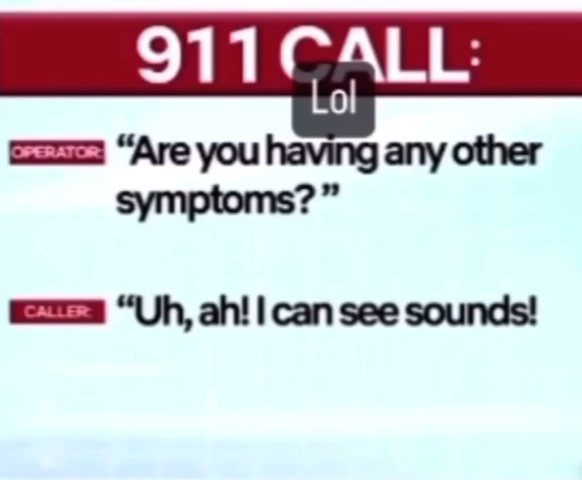 911 CALL:
Lol
OPERATOR: “Are you having any other
symptoms?”
CALLER: “Uh, ah! I can see sounds!